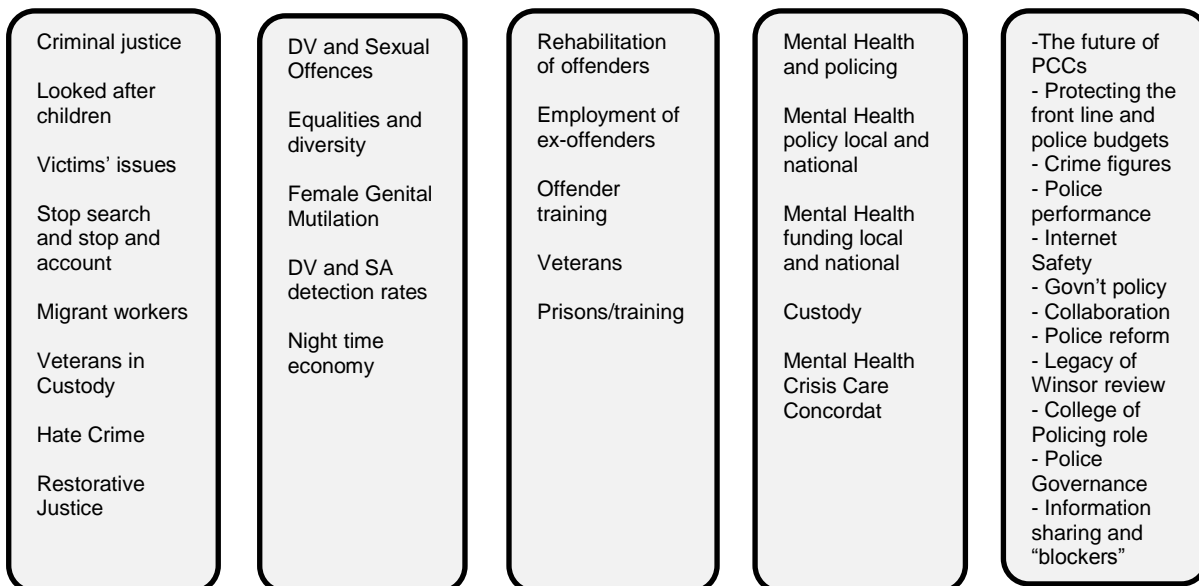 Criminal justice
Looked after
children
Victims’ issues
Stop search
and stop and
account
Migrant workers
Veterans in
Custody
Hate Crime
Restorative
Justice
DV and Sexual
Offences
Equalities and
diversity
Female Genital
Mutilation
DV and SA
detection rates
Night time
economy
Rehabilitation
of offenders
Employment of
ex-offenders
Offender
training
Veterans
Prisons/training
Mental Health
and policing
Mental Health
policy local and
national
Mental Health
funding local
and national
Custody
Mental Health
Crisis Care
Concordat
-The future of
PCCs
- Protecting the
front line and
police budgets
- Crime figures
- Police
performance
- Internet
Safety
- Govn’t policy
- Collaboration
- Police reform
- Legacy of
Winsor review
- College of
Policing role
- Police
Governance
- Information
sharing and
“blockers”